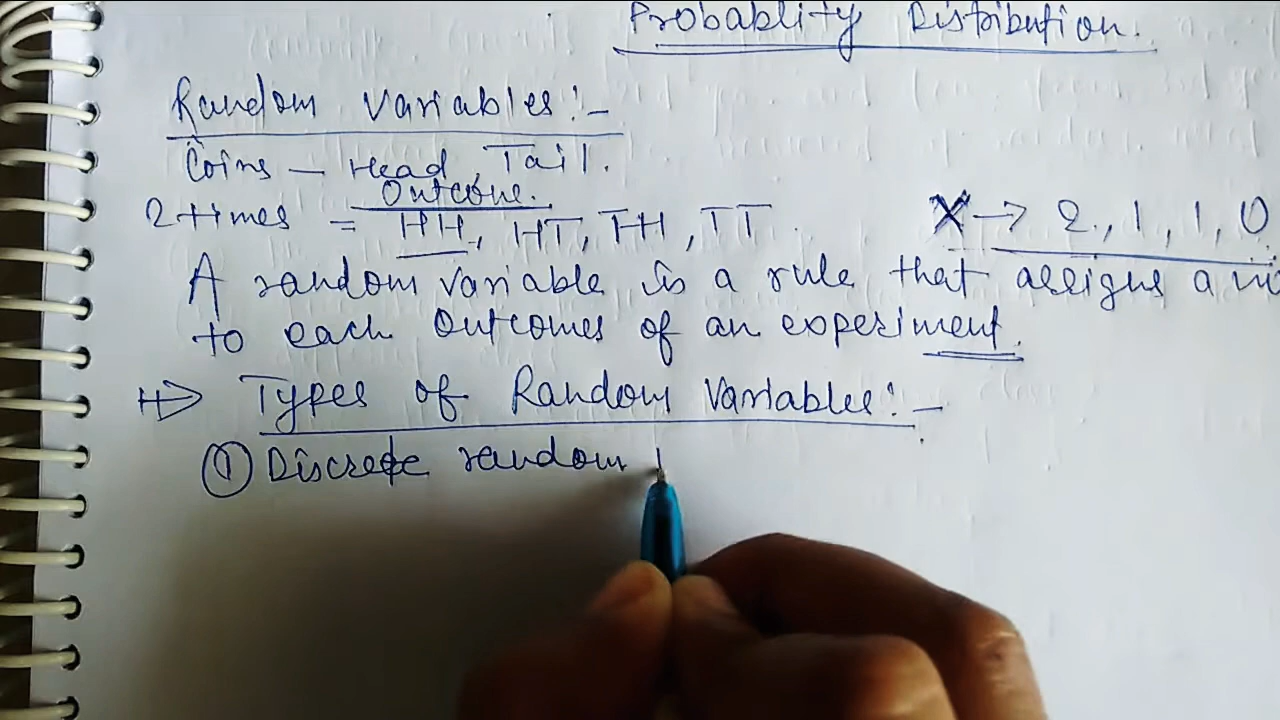 Probablity Distribution.
Random Variables:-
Coins — Head, Tail.
Outcome.
2 times = HH, HT, TH, TT X → 2, 1, 1, 0
A random variable is a rule that assigns a
to each outcomes of an experiment.
Types of Random Variables:-
① Discrete random